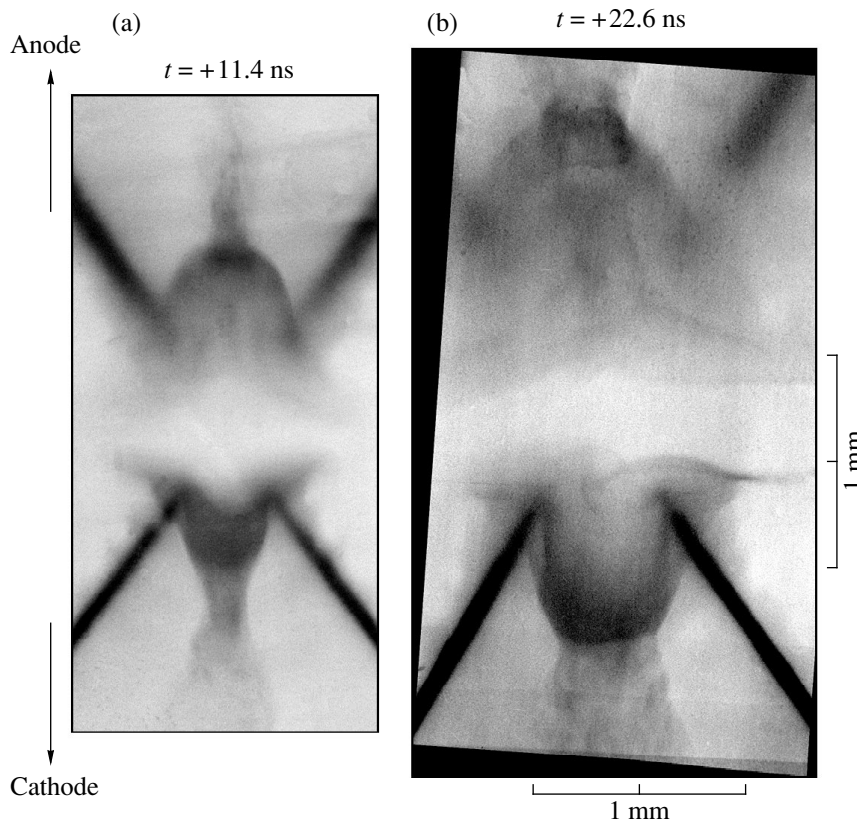 (a)
(b)
t = +22.6 ns
Anode
t = +11.4 ns
1 mm
Cathode
1 mm